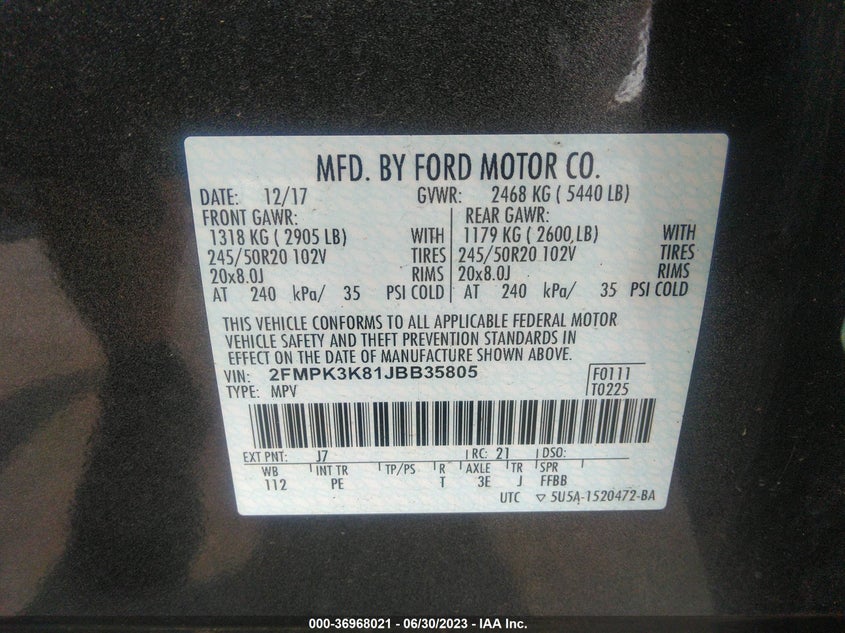 MFD. BY FORD MOTOR CO.
DATE: 12/17 GVWR: 2468 KG ( 5440 LB)
FRONT GAWR: REAR GAWR:
1318 KG ( 2905 LB) WITH 1179 KG ( 2600 LB) WITH
245/50R20 102V TIRES 245/50R20 102V TIRES
20x8.0J RIMS 20x8.0J RIMS
AT 240 kPa/ 35 PSI COLD AT 240 kPa/ 35 PSI COLD
THIS VEHICLE CONFORMS TO ALL APPLICABLE FEDERAL MOTOR
VEHICLE SAFETY AND THEFT PREVENTION STANDARDS IN
EFFECT ON THE DATE OF MANUFACTURE SHOWN ABOVE.
VIN: 2FMPK3K81JBB35805 F0111
TYPE: MPV T0225
EXT PNT: J7 RC: 21 DSO:
WB INT TR TP/PS R AXLE TR SPR
112 PE T 3E J FFBB
UTC ▽ 5U5A-1520472-BA
000-36968021 - 06/30/2023 - IAA Inc.